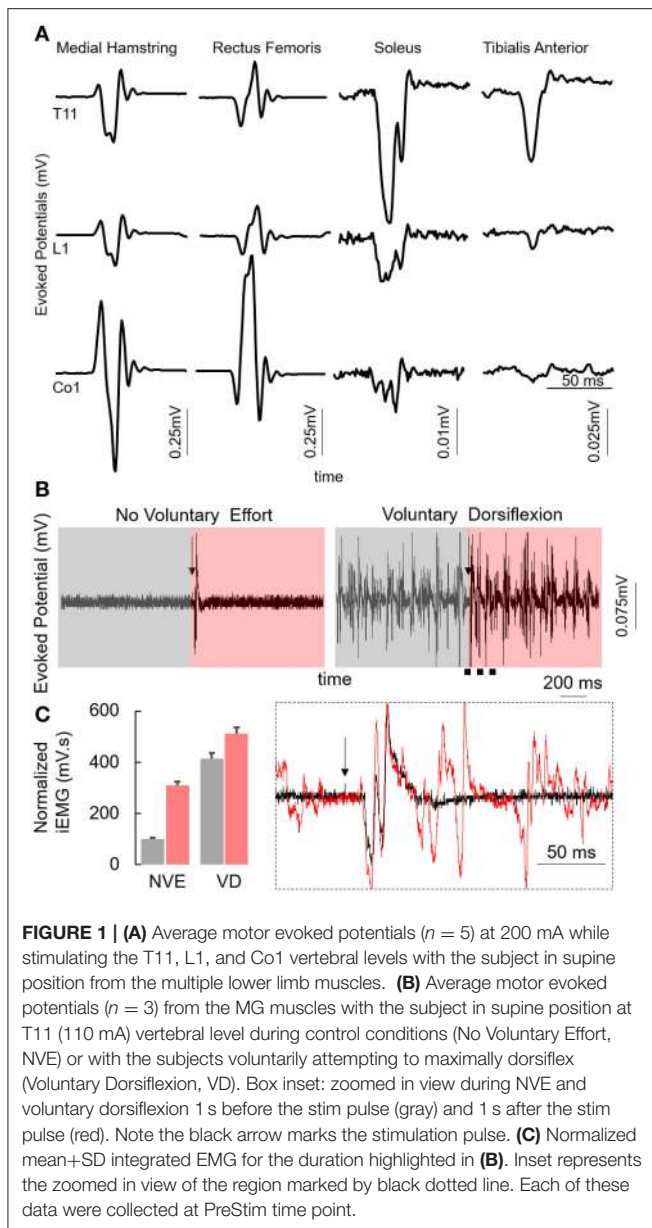 A
Medial Hamstring Rectus Femoris Soleus Tibialis Anterior
T11
L1
Co1
Evoked Potentials (mV)
50 ms
0.25mV
0.25mV
0.01mV
0.025mV
time
B
No Voluntary Effort
Voluntary Dorsiflexion
Evoked Potential (mV)
0.075mV
time
200 ms
C
Normalized
iEMG (mV.s)
600
400
200
0
NVE VD
50 ms
FIGURE 1 | (A) Average motor evoked potentials (n = 5) at 200 mA while
stimulating the T11, L1, and Co1 vertebral levels with the subject in supine
position from the multiple lower limb muscles. (B) Average motor evoked
potentials (n = 3) from the MG muscles with the subject in supine position at
T11 (110 mA) vertebral level during control conditions (No Voluntary Effort,
NVE) or with the subjects voluntarily attempting to maximally dorsiflex
(Voluntary Dorsiflexion, VD). Box inset: zoomed in view during NVE and
voluntary dorsiflexion 1 s before the stim pulse (gray) and 1 s after the stim
pulse (red). Note the black arrow marks the stimulation pulse. (C) Normalized
mean+SD integrated EMG for the duration highlighted in (B). Inset represents
the zoomed in view of the region marked by black dotted line. Each of these
data were collected at PreStim time point.